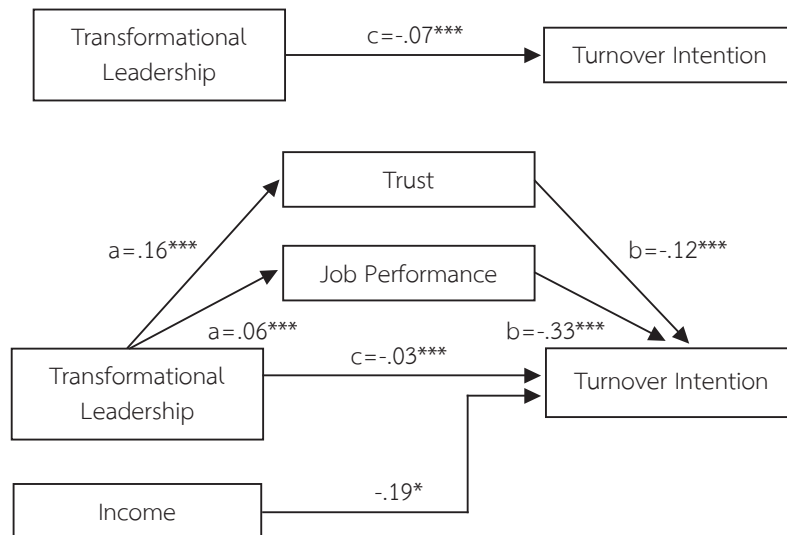 Transformational
Leadership
c=-.07***
Turnover Intention
Trust
a=.16***
b=-.12***
Job Performance
a=.06***
b=-.33***
c=-.03***
Transformational
Leadership
Turnover Intention
-.19*
Income